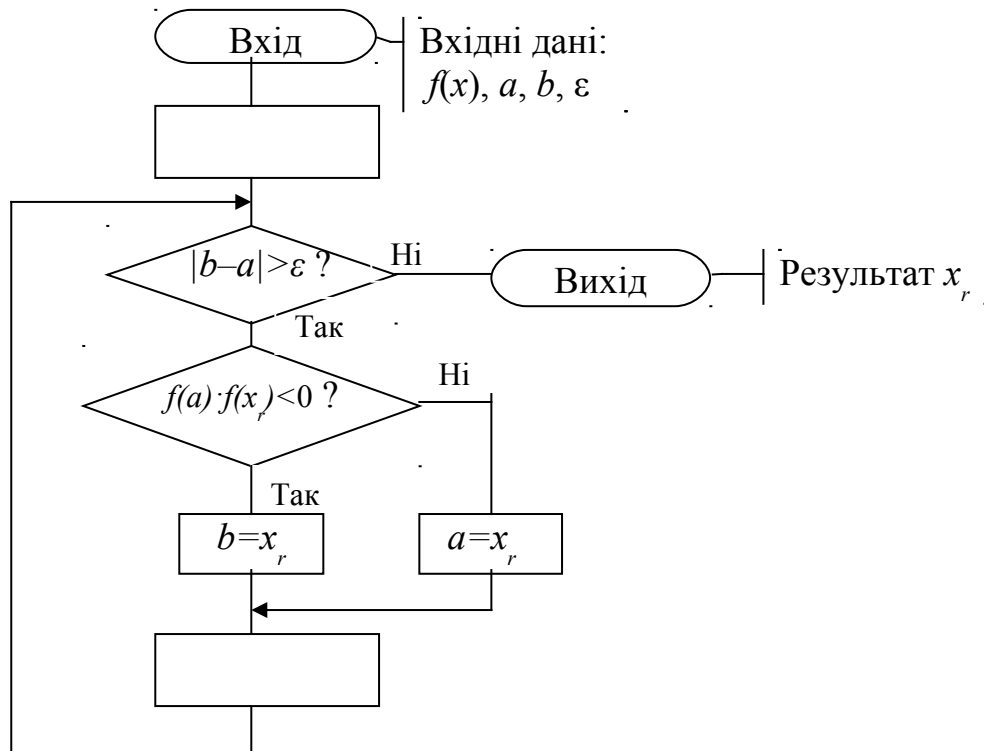 Вхід
Вхідні дані:
f(x), a, b, ε
|b–a|>ε ?
Ні
Вихід
Результат x_r
Так
f(a)·f(x_r)<0 ?
Ні
Так
b=x_r
a=x_r